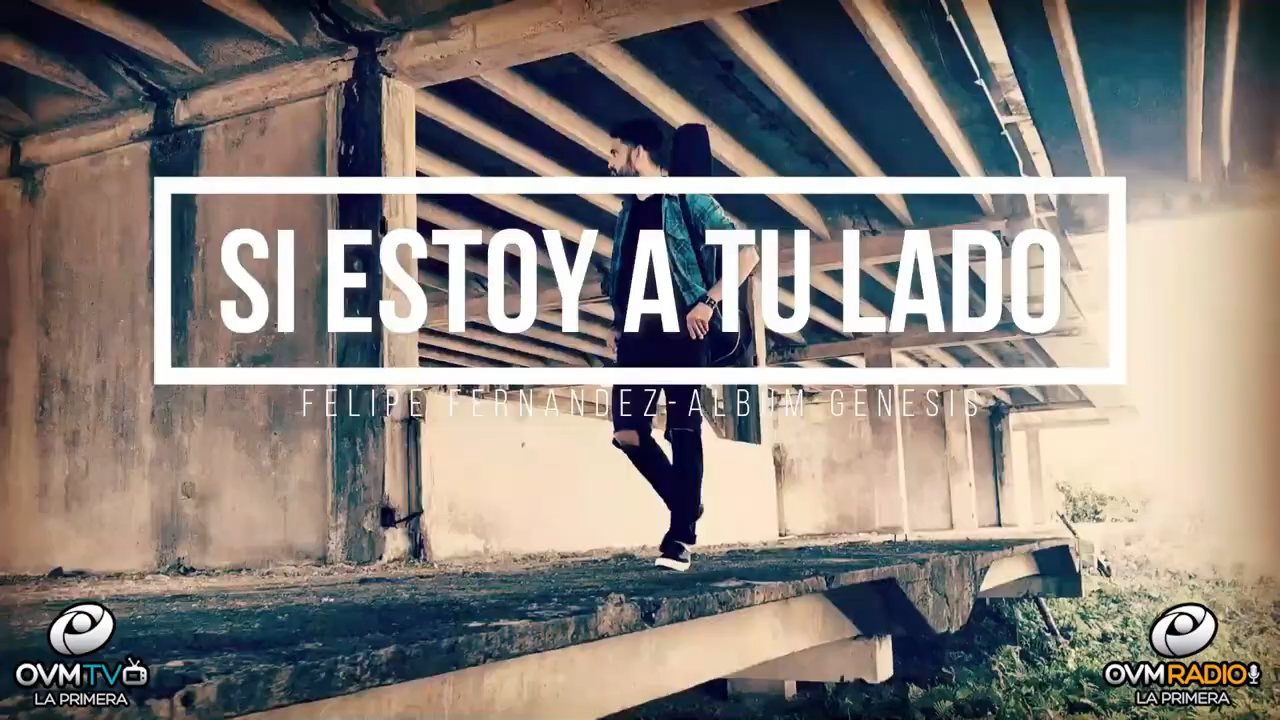 SI ESTOY A TU LADO
FELIPE FERNANDEZ-ALBUM GENESIS
OVMTV
LA PRIMERA
OVMRADIO
LA PRIMERA